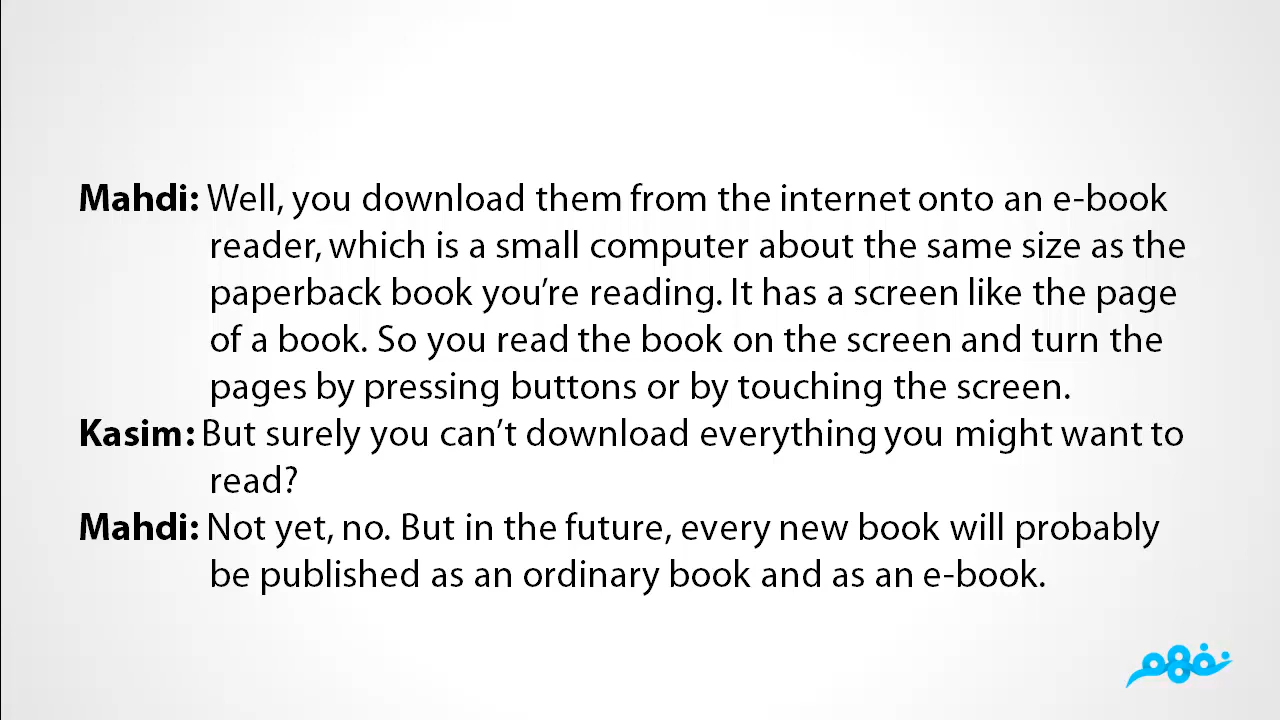 Mahdi: Well, you download them from the internet onto an e-book
reader, which is a small computer about the same size as the
paperback book you're reading. It has a screen like the page
of a book. So you read the book on the screen and turn the
pages by pressing buttons or by touching the screen.
Kasim: But surely you can't download everything you might want to
read?
Mahdi: Not yet, no. But in the future, every new book will probably
be published as an ordinary book and as an e-book.
نفهم